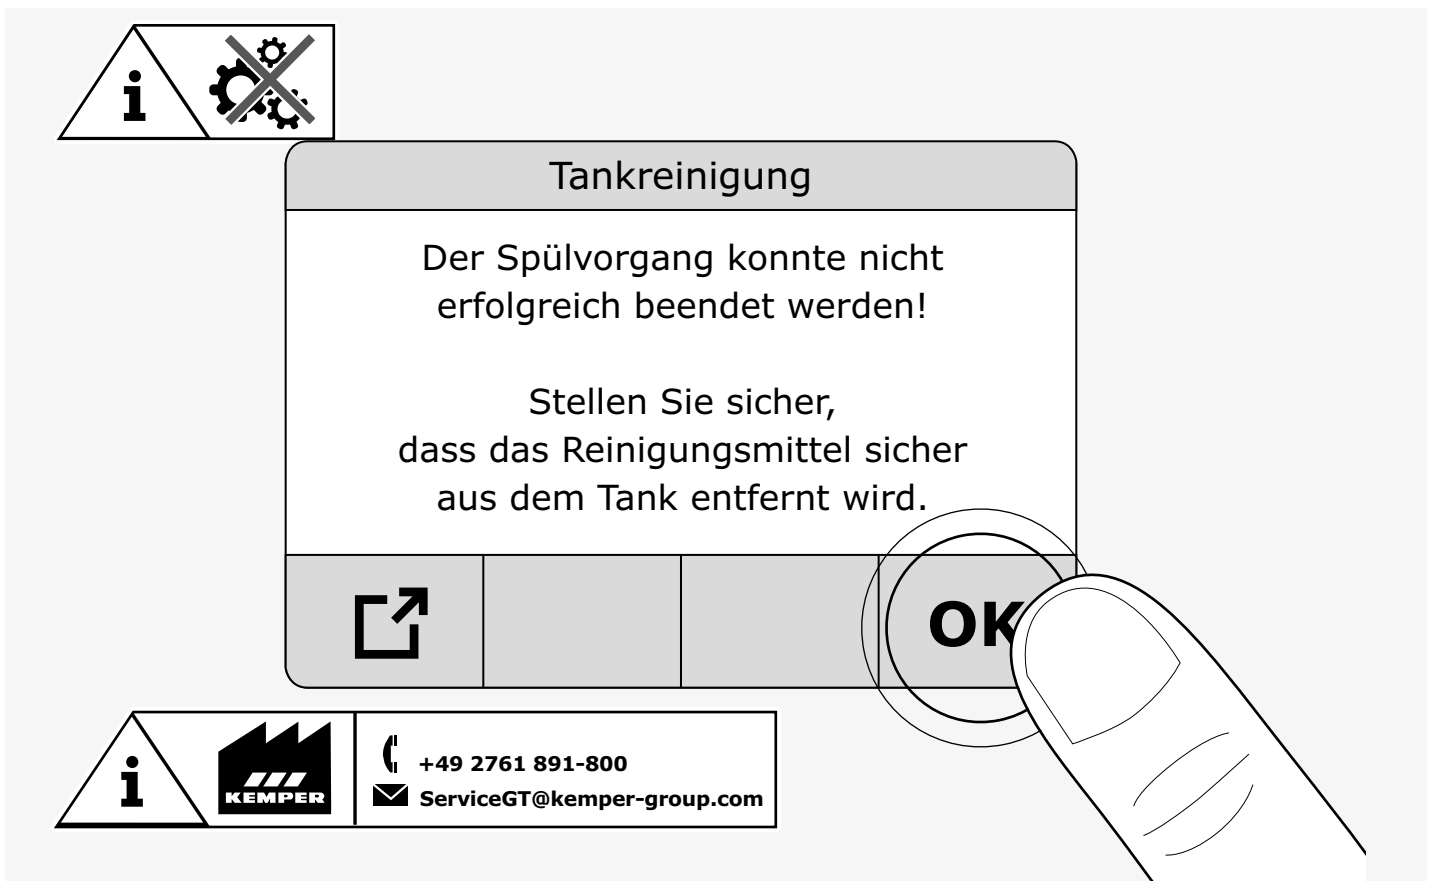 i
Tankreinigung
Der Spülvorgang konnte nicht
erfolgreich beendet werden!
Stellen Sie sicher,
dass das Reinigungsmittel sicher
aus dem Tank entfernt wird.
OK
i
KEMPER
+49 2761 891-800
ServiceGT@kemper-group.com